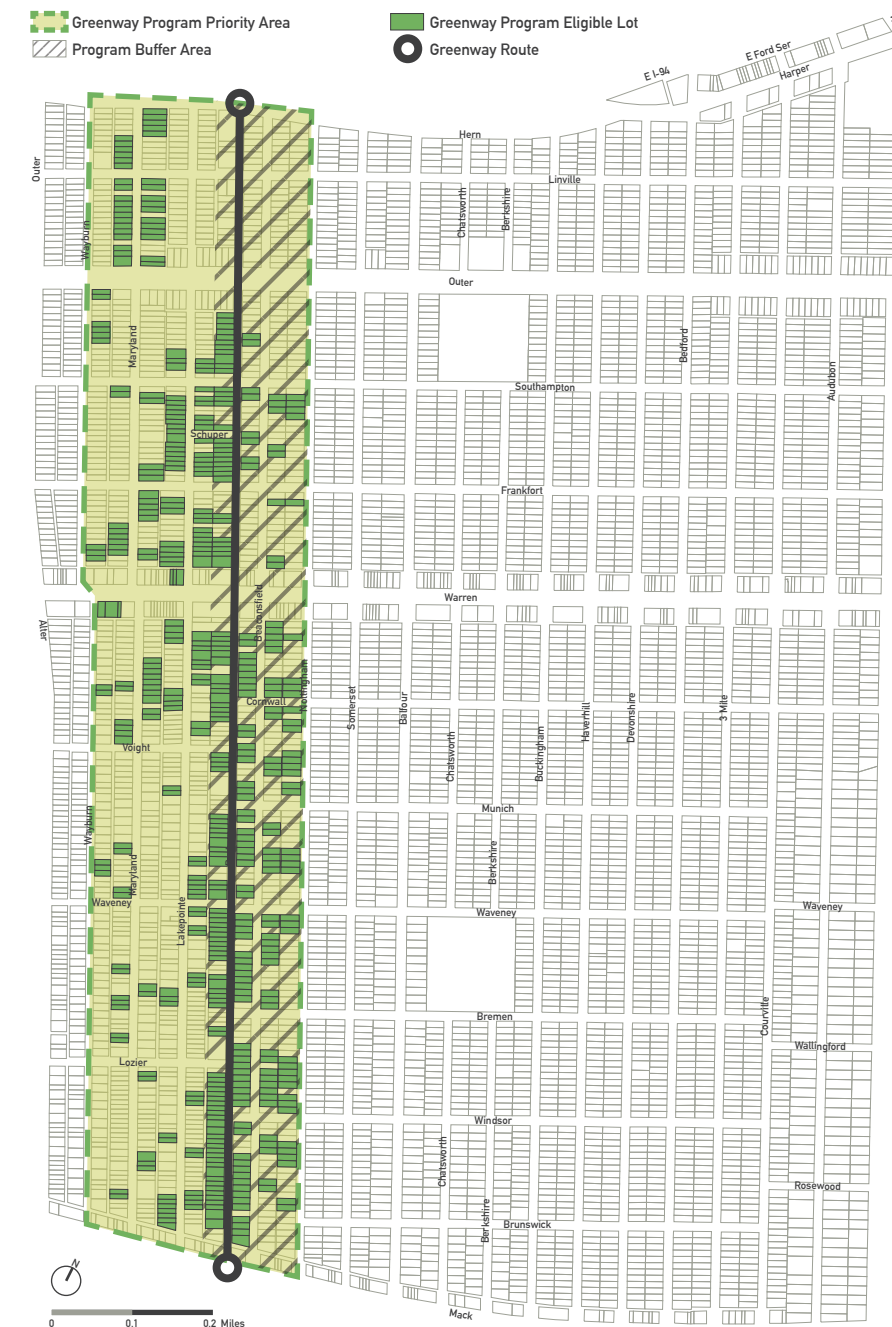 Greenway Program Priority Area
Greenway Program Eligible Lot
Program Buffer Area
Greenway Route
E Ford Ser
E I-94
Harper
Hern
Outer
Linville
Chatsworth
Berkshire
Wayburn
Outer
Maryland
Bedford
Audubon
Southampton
Schuper
Frankfort
Warren
Beaconsfield
Alter
Nottingham
Cornwall
Somerset
Balfour
Haverhill
Devonshire
3 Mile
Chatsworth
Buckingham
Voight
Munich
Wayburn
Maryland
Berkshire
Waveney
Waveney
Waveney
Lakepointe
Bremen
Courville
Wallingford
Lozier
Windsor
Chatsworth
Rosewood
Berkshire
Brunswick
N
Mack
0 0.1 0.2 Miles